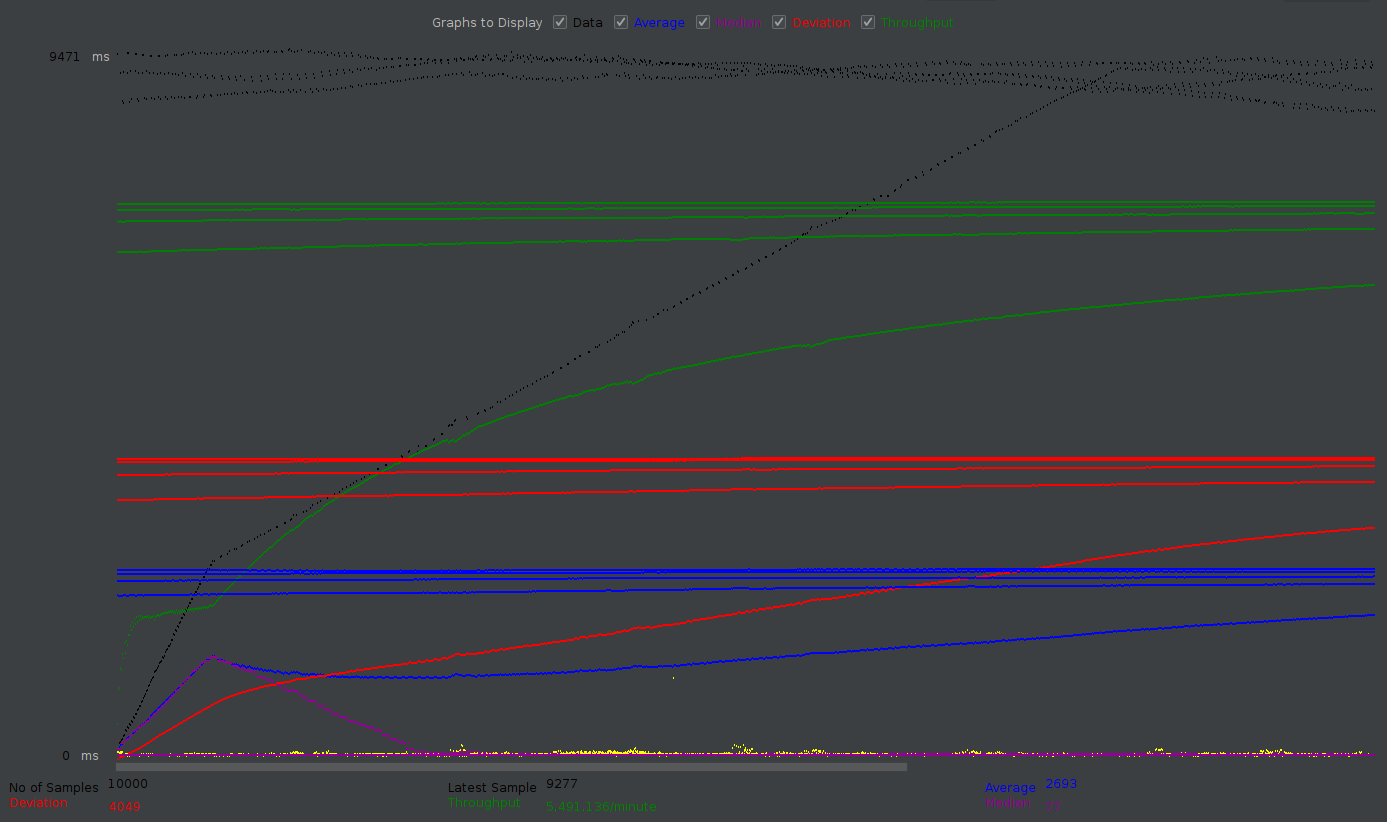 Graphs to Display Data Average Median Deviation Throughput
9471 ms
0 ms
No of Samples 10000 Latest Sample 9277 Average 2693
Deviation 4049 Throughput 5,491.136/minute Median